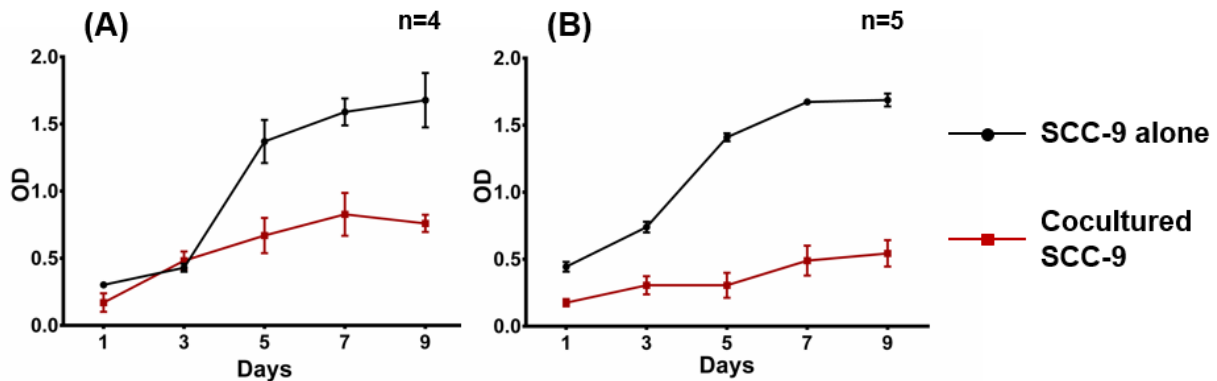 (A)
n=4
2.0
1.5
1.0
0.5
0.0
OD
1 3 5 7 9
Days
(B)
n=5
2.0
1.5
1.0
0.5
0.0
OD
1 3 5 7 9
Days
SCC-9 alone
Cocultured
SCC-9